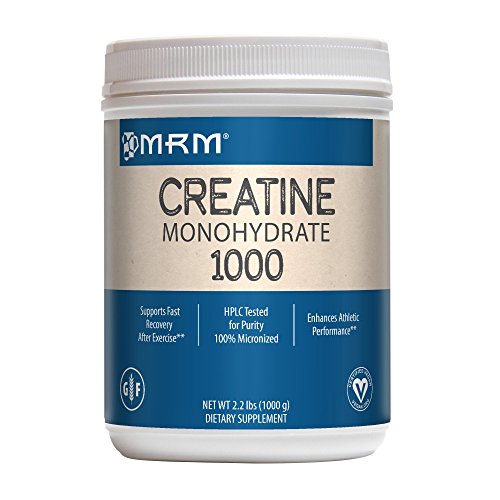 MRM®
CREATINE
MONOHYDRATE
1000
Supports Fast
Recovery
After Exercise**
HPLC Tested
for Purity
100% Micronized
Enhances Athletic
Performance**
GF
NET WT 2.2 lbs (1000 g)
DIETARY SUPPLEMENT